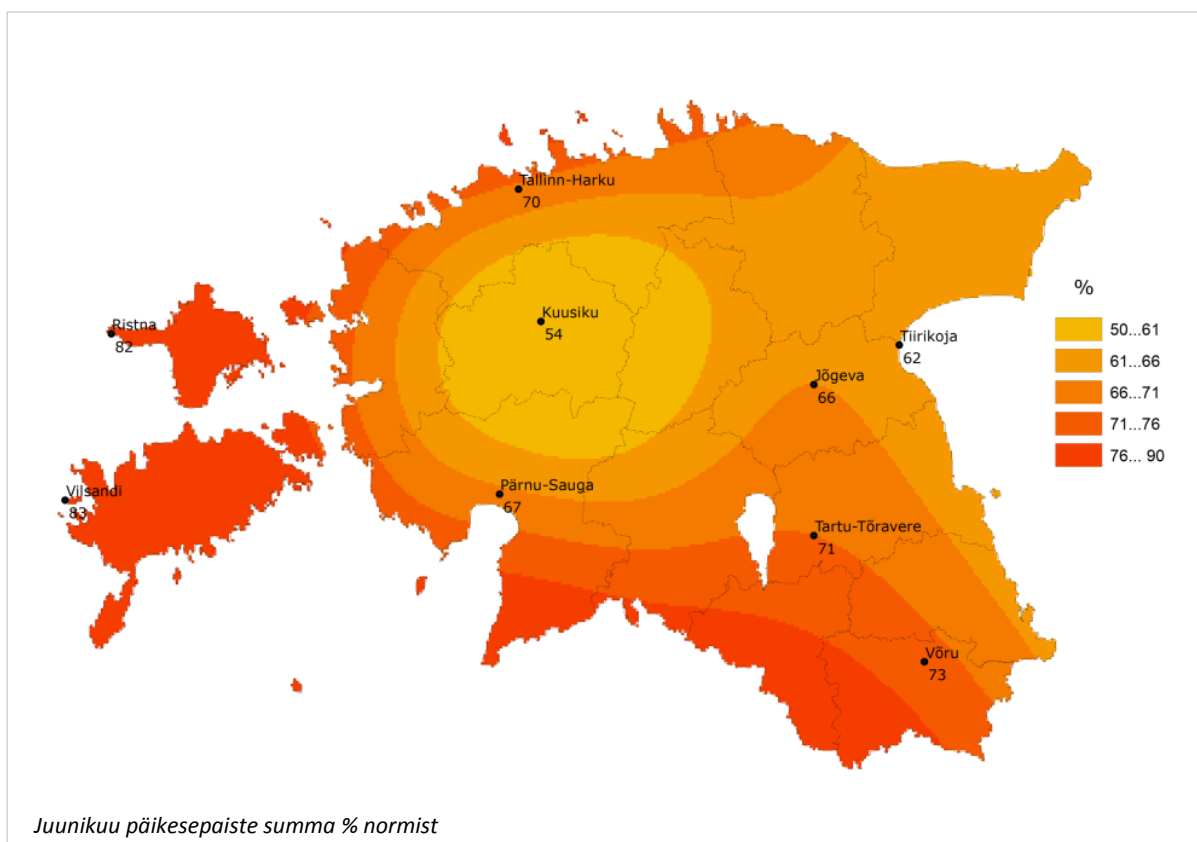 Tallinn-Harku
70
Kuusiku
54
Ristna
82
Tiirikoja
62
Jõgeva
66
Vilsandi
83
Pärnu-Sauga
67
Tartu-Tõravere
71
Võru
73
%
50...61
61...66
66...71
71...76
76... 90
Juunikuu päikesepaiste summa % normist